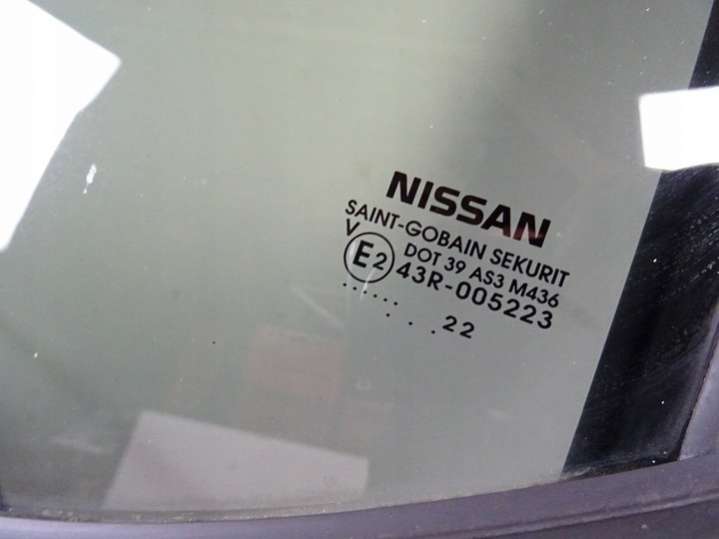 NISSAN
SAINT-GOBAIN SEKURIT
V
DOT 39 AS3 M436
E2
43R-005223
...... 
. . . . 22